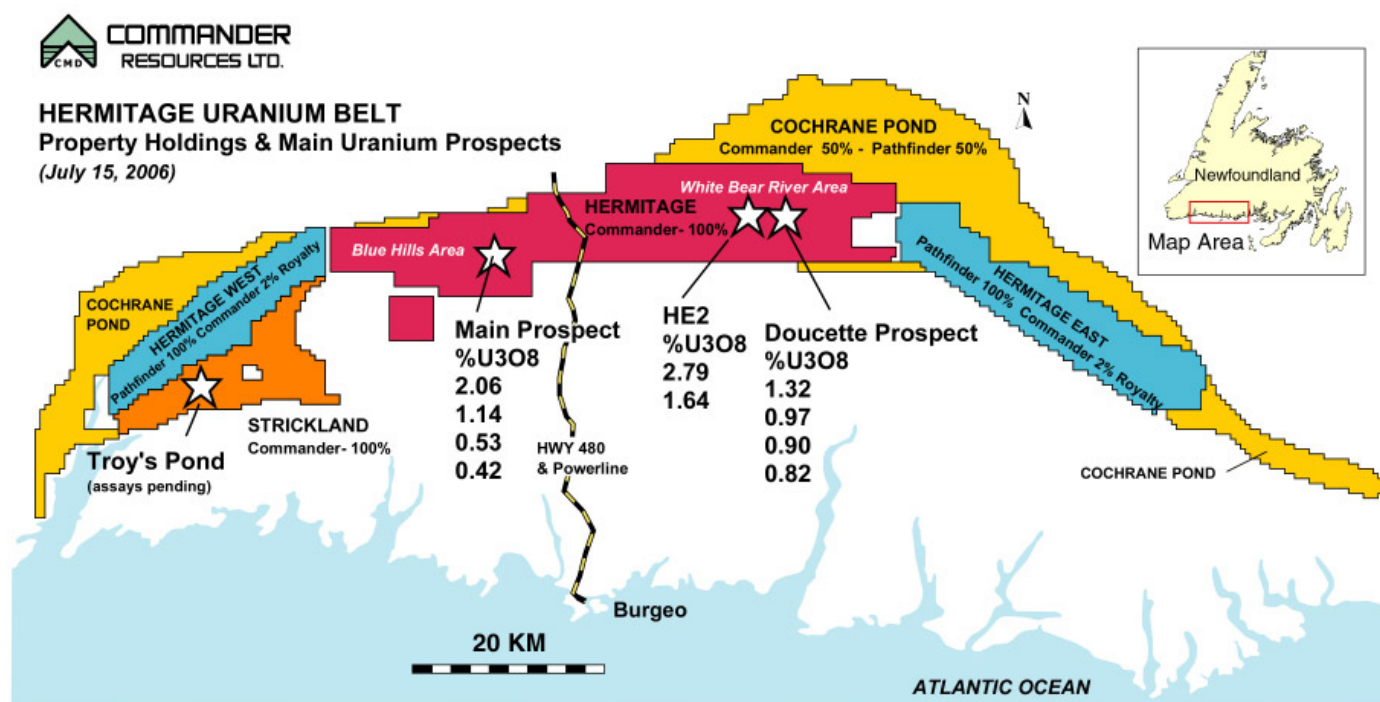 COMMANDER
RESOURCES LTD.
CMD
HERMITAGE URANIUM BELT
Property Holdings & Main Uranium Prospects
(July 15, 2006)
N
COCHRANE POND
Commander 50% - Pathfinder 50%
Newfoundland
Map Area
White Bear River Area
HERMITAGE
Commander- 100%
Blue Hills Area
HERMITAGE WEST
Pathfinder 100% Commander 2% Royalty
COCHRANE
POND
HERMITAGE EAST
Pathfinder 100% Commander 2% Royalty
Main Prospect
%U3O8
2.06
1.14
0.53
0.42
HE2
%U3O8
2.79
1.64
Doucette Prospect
%U3O8
1.32
0.97
0.90
0.82
STRICKLAND
Commander- 100%
Troy's Pond
(assays pending)
HWY 480
& Powerline
COCHRANE POND
Burgeo
20 KM
ATLANTIC OCEAN